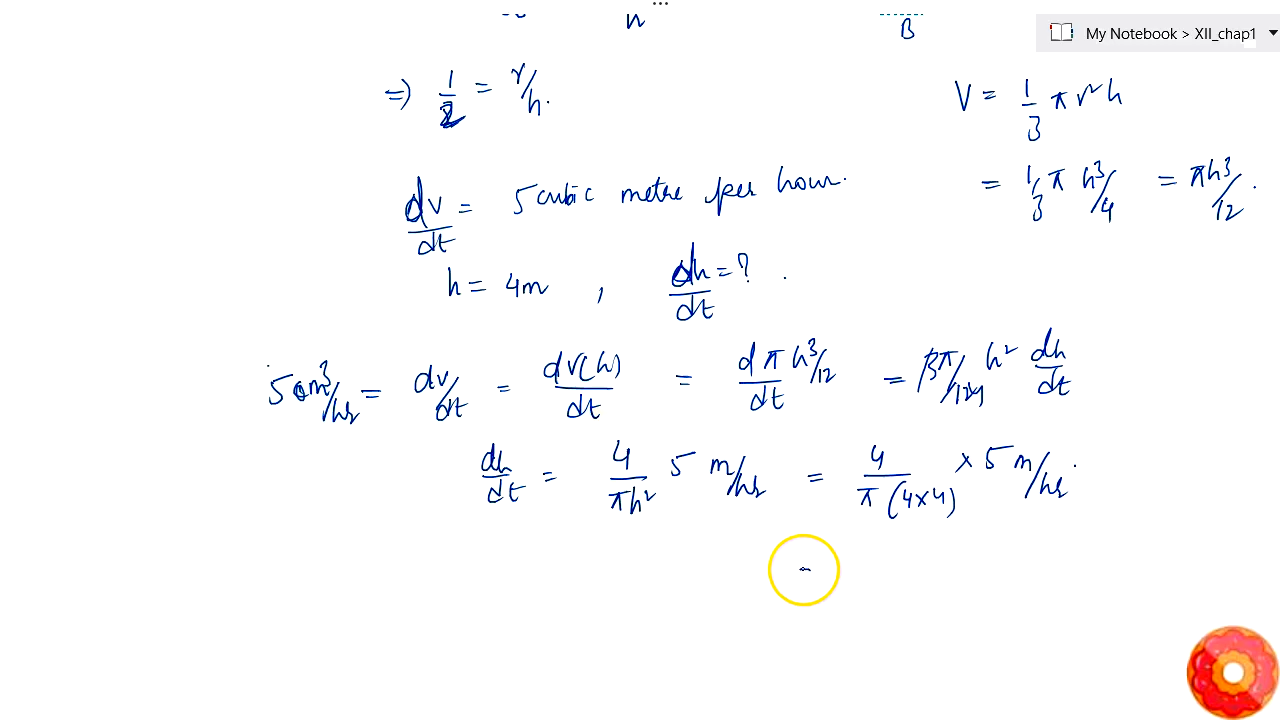 B
My Notebook > XII_chap1
=> 1/2 = r/h.
V = 1/3 π r² h
= 1/3 π h³/4 = πh³/12.
dv/dt = 5 cubic metre per hour.
h = 4m , dh/dt = ? .
5 m³/hr = dv/dt = dv(h)/dt = d/dt πh³/12 = 3π/12 4 h² dh/dt
dh/dt = 4/πh² 5 m/hr = 4/π(4×4) × 5 m/hr.
=